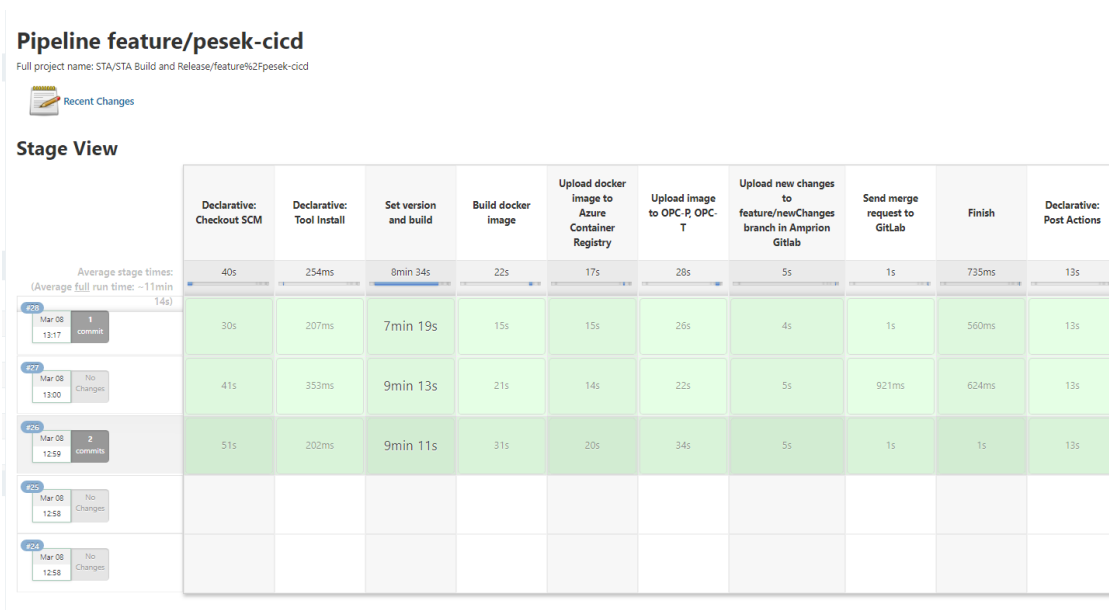 Pipeline feature/pesek-cicd
Full project name: STA/STA Build and Release/feature%2Fpesek-cicd
Recent Changes
Stage View
Declarative: Checkout SCM
Declarative: Tool Install
Set version and build
Build docker image
Upload docker image to Azure Container Registry
Upload image to OPC-P, OPC-T
Upload new changes to feature/newChanges branch in Amprion Gitlab
Send merge request to GitLab
Finish
Declarative: Post Actions
Average stage times:
(Average full run time: ~11min 14s)
40s 254ms 8min 34s 22s 17s 28s 5s 1s 735ms 13s
#28
Mar 08
13:17
1 commit
30s 207ms 7min 19s 15s 15s 26s 4s 1s 560ms 13s
#27
Mar 08
13:00
No Changes
41s 353ms 9min 13s 21s 14s 22s 5s 921ms 624ms 13s
#26
Mar 08
12:59
2 commits
51s 202ms 9min 11s 31s 20s 34s 5s 1s 1s 13s
#25
Mar 08
12:58
No Changes
#24
Mar 08
12:58
No Changes